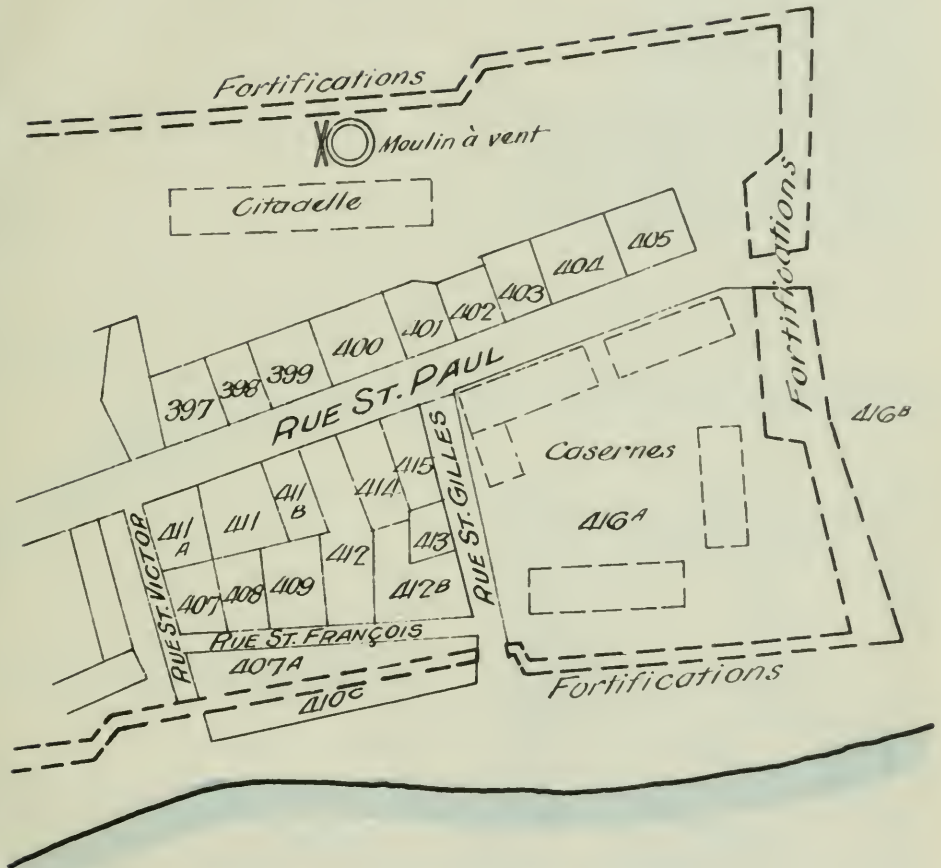 Fortifications
Moulin à vent
Citadelle
Fortifications
405
404
403
402
401
400
399
398
397
RUE ST. PAUL
Fortifications
416B
415
414
411
B
411
411
A
RUE ST. GILLES
Casernes
416A
413
412
412B
409
408
407
RUE ST. VICTOR
RUE ST. FRANÇOIS
407A
410C
Fortifications